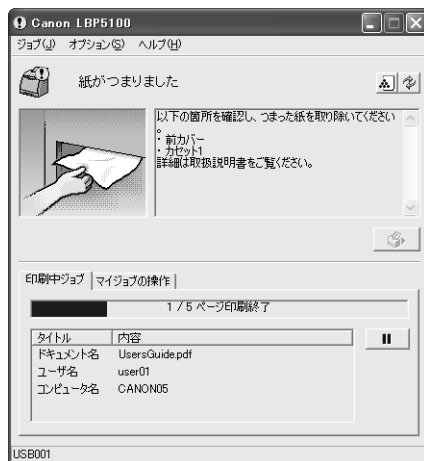 Canon LBP5100
ジョブ(J) オプション(S) ヘルプ(H)
紙がつまりました
以下の箇所を確認し、つまった紙を取り除いてください
。
・前カバー
・カセット1
詳細は取扱説明書をご覧ください。
印刷中ジョブ マイジョブの操作
1 / 5 ページ印刷終了
タイトル 内容
ドキュメント名 UsersGuide.pdf
ユーザ名 user01
コンピュータ名 CANON05
USB001